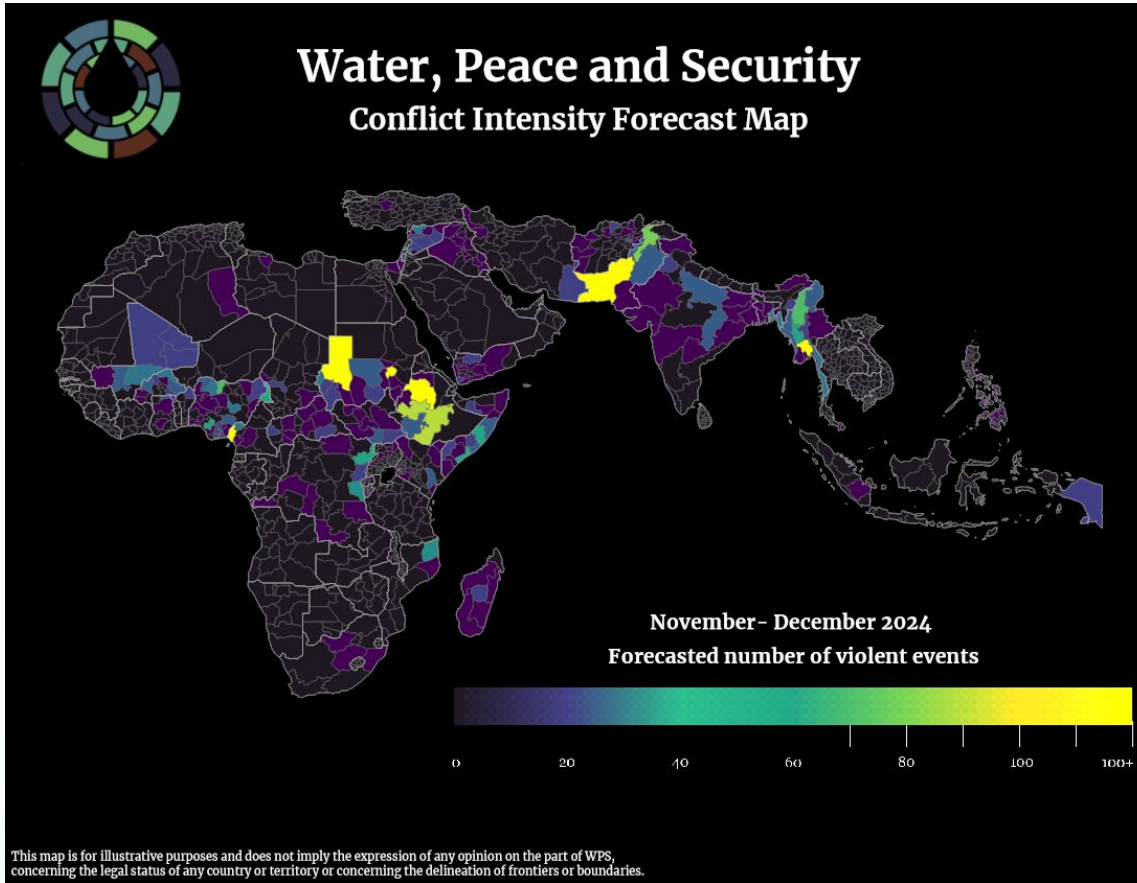 Water, Peace and Security
Conflict Intensity Forecast Map
November- December 2024
Forecasted number of violent events
0 20 40 60 80 100 100+
This map is for illustrative purposes and does not imply the expression of any opinion on the part of WPS,
concerning the legal status of any country or territory or concerning the delineation of frontiers or boundaries.